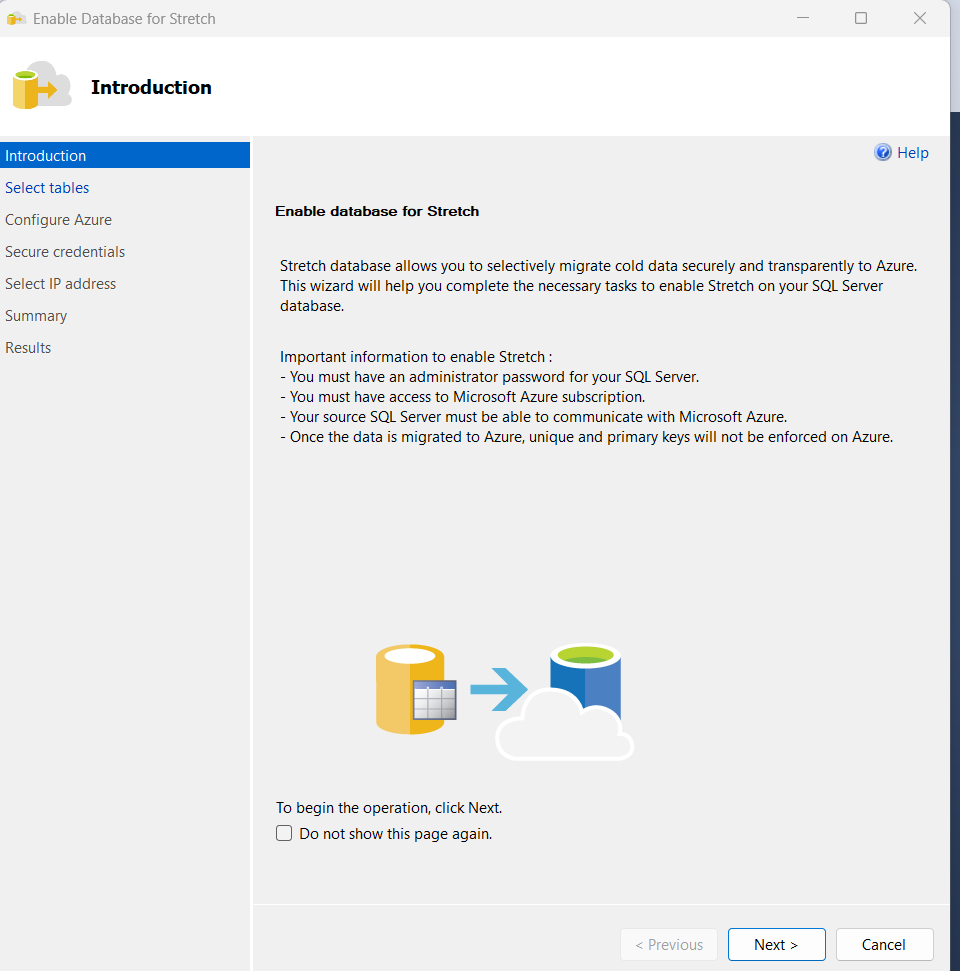 Enable Database for Stretch
Introduction
Introduction
Select tables
Configure Azure
Secure credentials
Select IP address
Summary
Results
Help
Enable database for Stretch
Stretch database allows you to selectively migrate cold data securely and transparently to Azure.
This wizard will help you complete the necessary tasks to enable Stretch on your SQL Server
database.
Important information to enable Stretch :
- You must have an administrator password for your SQL Server.
- You must have access to Microsoft Azure subscription.
- Your source SQL Server must be able to communicate with Microsoft Azure.
- Once the data is migrated to Azure, unique and primary keys will not be enforced on Azure.
To begin the operation, click Next.
Do not show this page again.
< Previous
Next >
Cancel